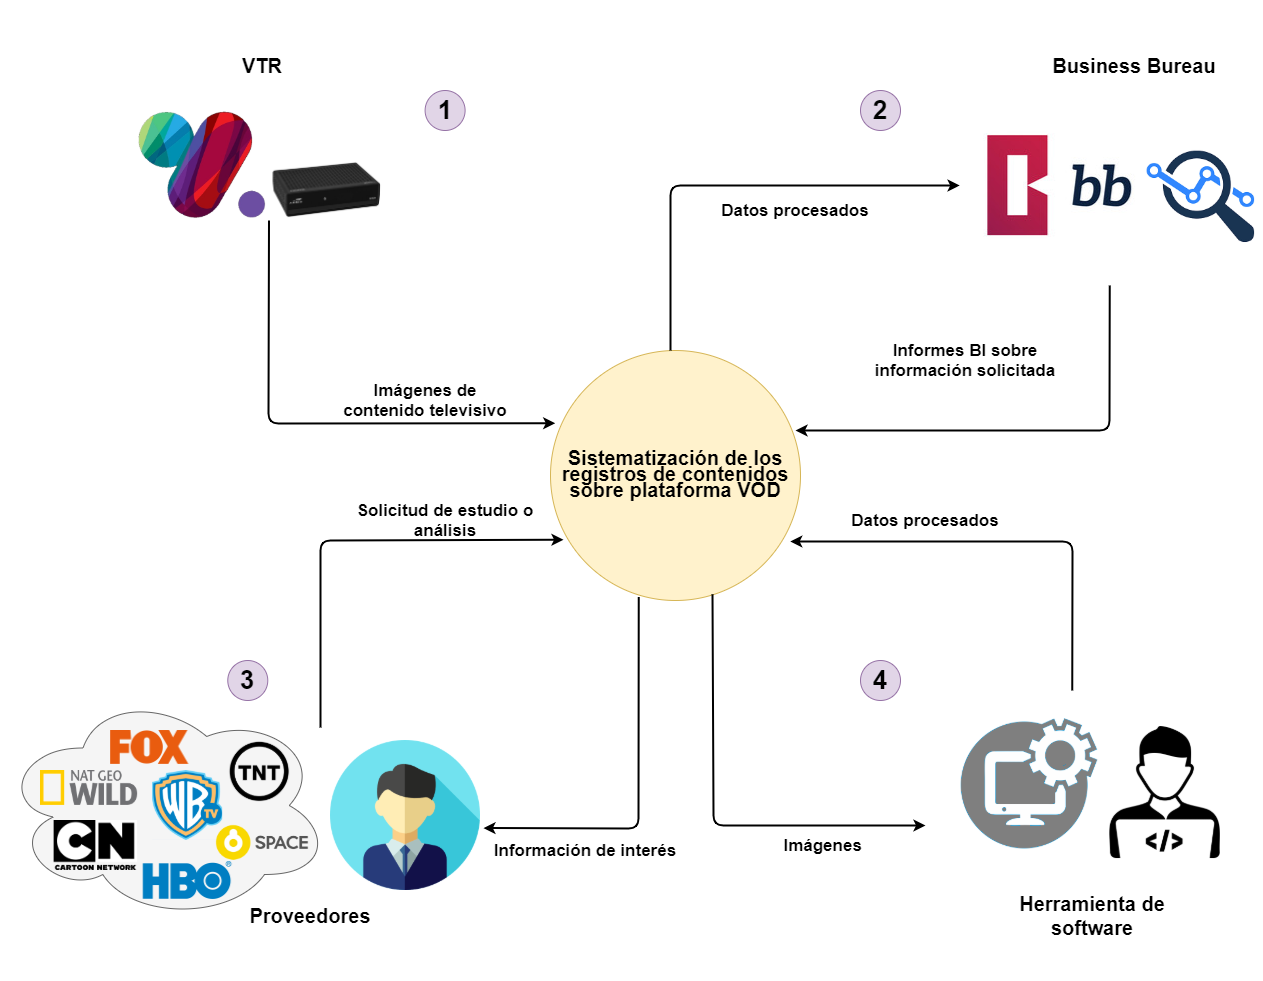 VTR
Business Bureau
1
2
bb
Datos procesados
Informes BI sobre
información solicitada
Imágenes de
contenido televisivo
Sistematización de los
registros de contenidos
sobre plataforma VOD
Solicitud de estudio o
análisis
Datos procesados
3
4
FOX
TNT
NAT GEO
WILD
WB
TV
CN
CARTOON NETWORK
SPACE
HBO®
Información de interés
Imágenes
</>
Proveedores
Herramienta de
software